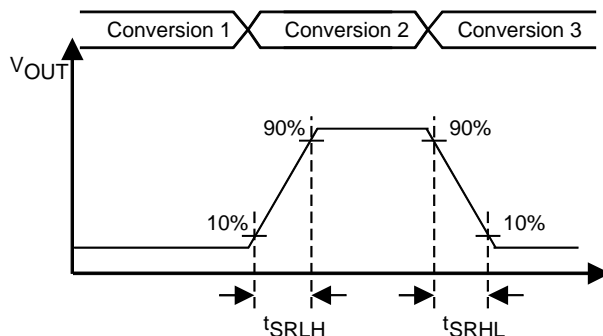 Conversion 1 Conversion 2 Conversion 3
VOUT
90% 90%
10% 10%
tSRLH tSRHL